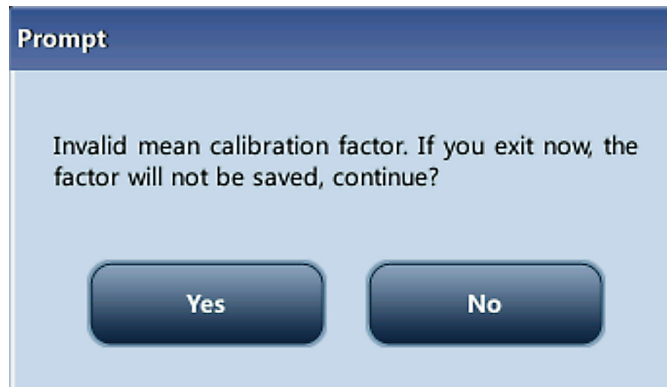 Prompt
Invalid mean calibration factor. If you exit now, the
factor will not be saved, continue?
Yes
No